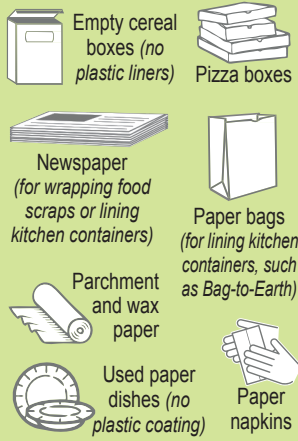 Empty cereal
boxes (no
plastic liners)
Pizza boxes
Newspaper
(for wrapping food
scraps or lining
kitchen containers)
Paper bags
(for lining kitchen
containers, such
as Bag-to-Earth)
Parchment
and wax
paper
Used paper
dishes (no
plastic coating)
Paper
napkins